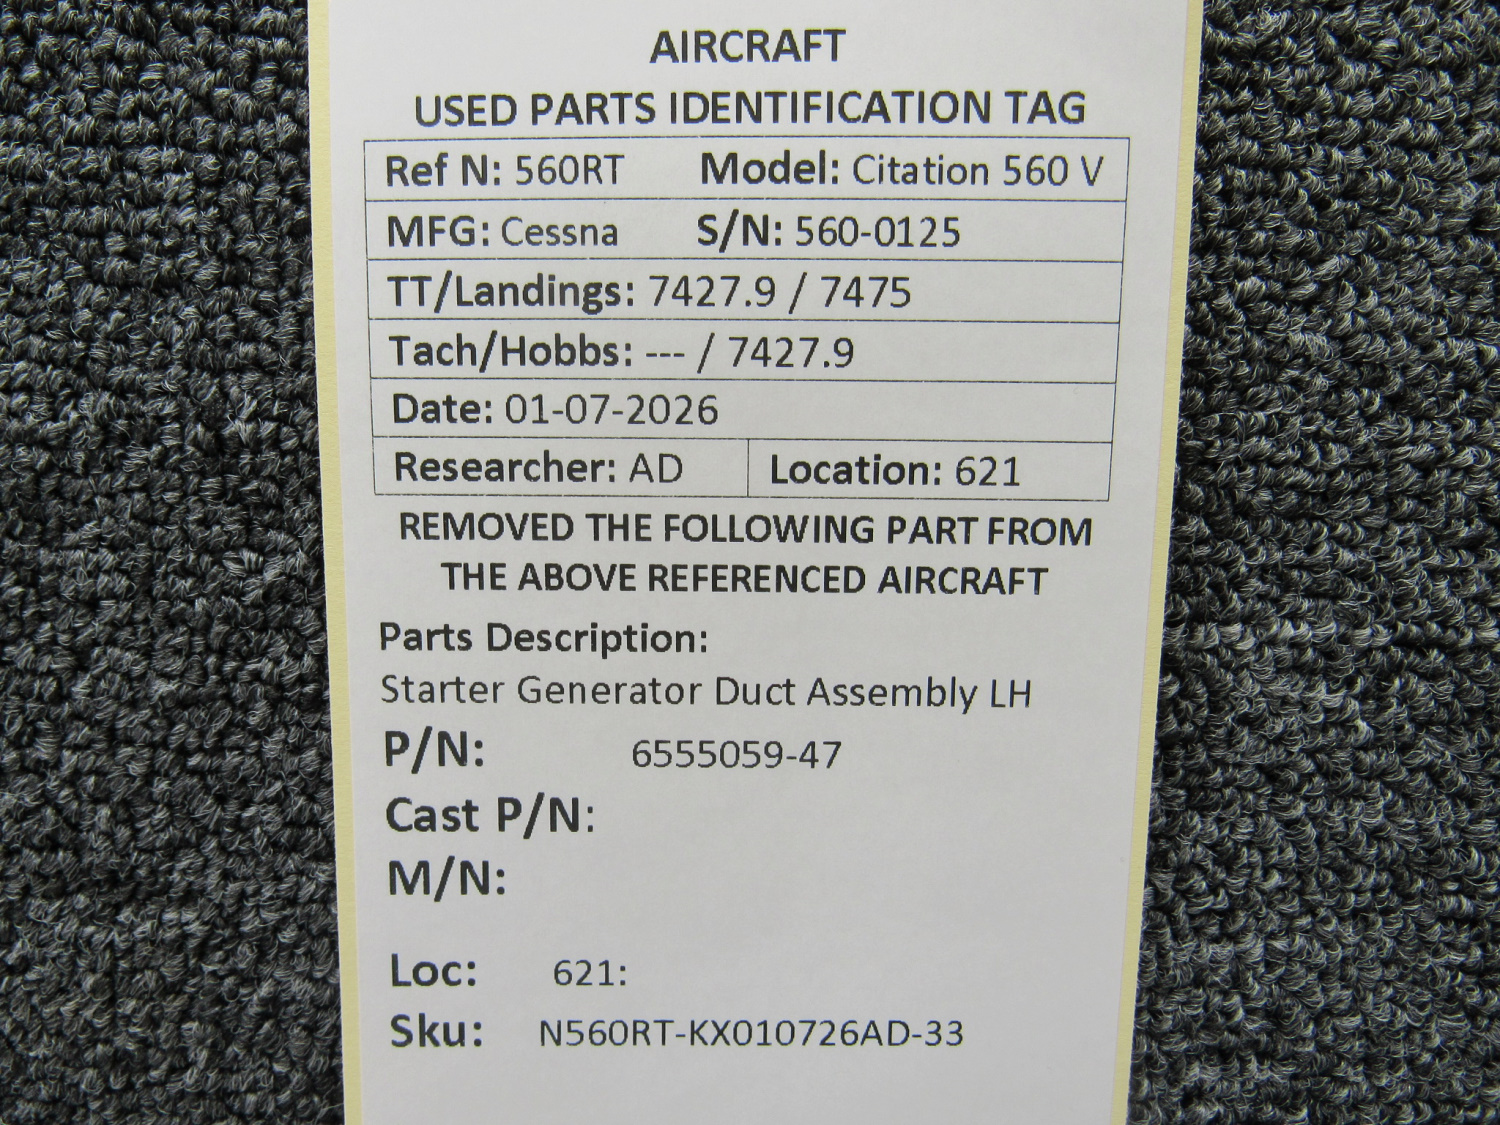 AIRCRAFT
USED PARTS IDENTIFICATION TAG
Ref N: 560RT Model: Citation 560 V
MFG: Cessna S/N: 560-0125
TT/Landings: 7427.9 / 7475
Tach/Hobbs: --- / 7427.9
Date: 01-07-2026
Researcher: AD Location: 621
REMOVED THE FOLLOWING PART FROM
THE ABOVE REFERENCED AIRCRAFT
Parts Description:
Starter Generator Duct Assembly LH
P/N: 6555059-47
Cast P/N:
M/N:
Loc: 621:
Sku: N560RT-KX010726AD-33